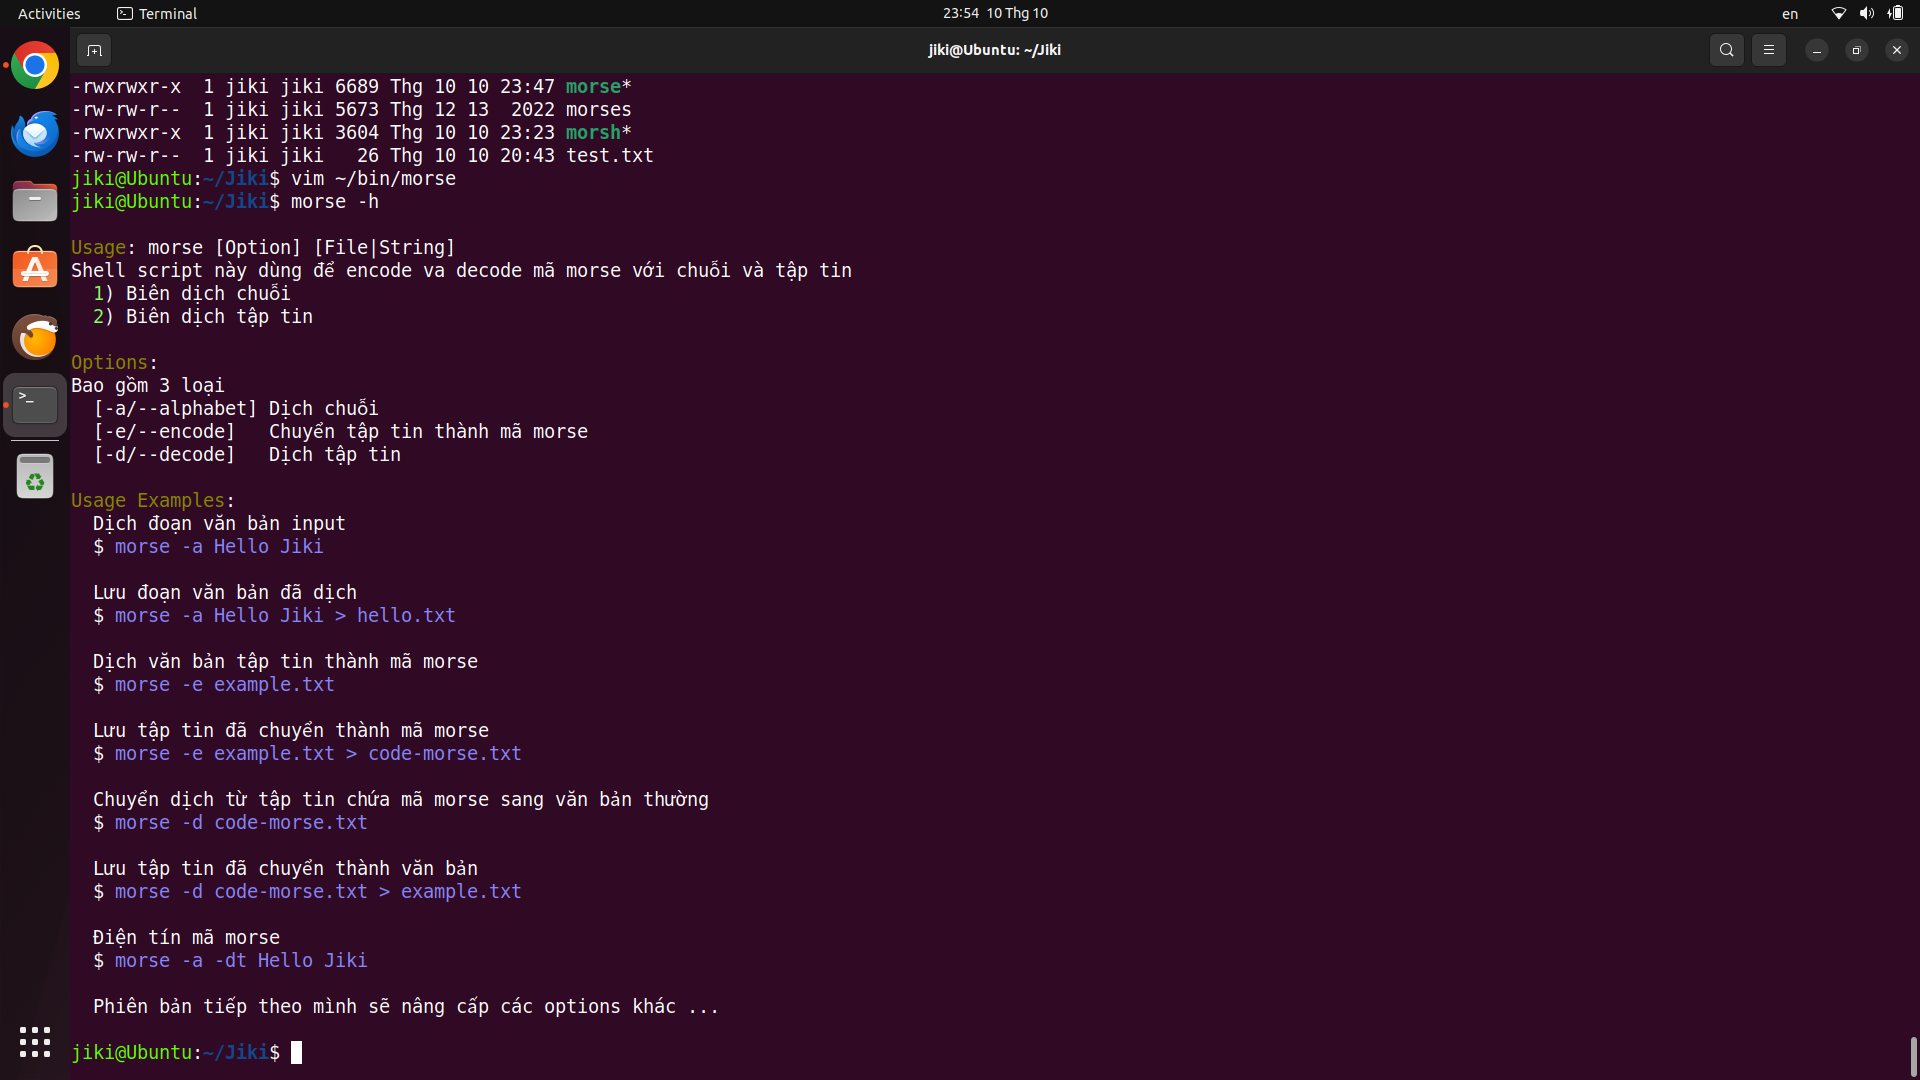 Activities
Terminal
23:54 10 Thg 10
en
jiki@Ubuntu: ~/Jiki
-rwxrwxr-x  1 jiki jiki 6689 Thg 10 10 23:47 morse*
-rw-rw-r--  1 jiki jiki 5673 Thg 12 13  2022 morses
-rwxrwxr-x  1 jiki jiki 3604 Thg 10 10 23:23 morsh*
-rw-rw-r--  1 jiki jiki   26 Thg 10 10 20:43 test.txt
jiki@Ubuntu:~/Jiki$ vim ~/bin/morse
jiki@Ubuntu:~/Jiki$ morse -h
Usage: morse [Option] [File|String]
Shell script này dùng để encode va decode mã morse với chuỗi và tập tin
  1) Biên dịch chuỗi
  2) Biên dịch tập tin
Options:
Bao gồm 3 loại
  [-a/--alphabet] Dịch chuỗi
  [-e/--encode]   Chuyển tập tin thành mã morse
  [-d/--decode]   Dịch tập tin
Usage Examples:
  Dịch đoạn văn bản input
  $ morse -a Hello Jiki
  Lưu đoạn văn bản đã dịch
  $ morse -a Hello Jiki > hello.txt
  Dịch văn bản tập tin thành mã morse
  $ morse -e example.txt
  Lưu tập tin đã chuyển thành mã morse
  $ morse -e example.txt > code-morse.txt
  Chuyển dịch từ tập tin chứa mã morse sang văn bản thường
  $ morse -d code-morse.txt
  Lưu tập tin đã chuyển thành văn bản
  $ morse -d code-morse.txt > example.txt
  Điện tín mã morse
  $ morse -a -dt Hello Jiki
  Phiên bản tiếp theo mình sẽ nâng cấp các options khác ...
jiki@Ubuntu:~/Jiki$